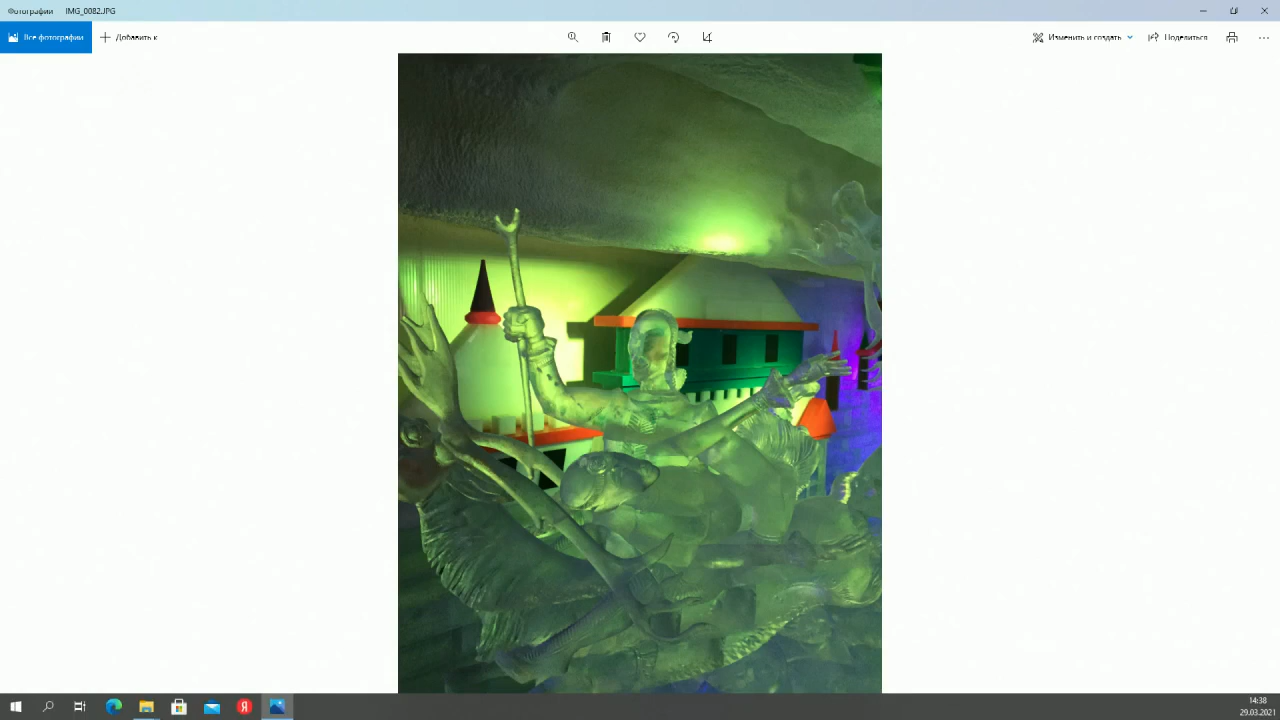 Фотографии IMG_0082.JPG
Все фотографии
Добавить к
Изменить и создать
Поделиться
Я
14:38
29.03.2021